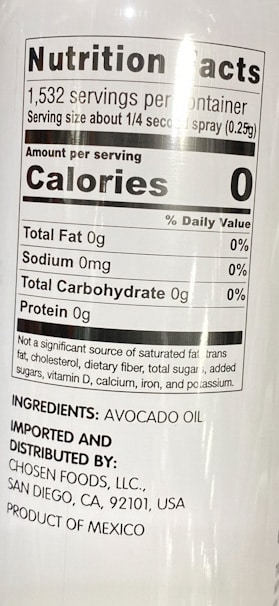 Nutrition Facts
1,532 servings per container
Serving size about 1/4 second spray (0.25g)
Amount per serving
Calories 0
% Daily Value
Total Fat 0g 0%
Sodium 0mg 0%
Total Carbohydrate 0g 0%
Protein 0g
Not a significant source of saturated fat, trans
fat, cholesterol, dietary fiber, total sugars, added
sugars, vitamin D, calcium, iron, and potassium.
INGREDIENTS: AVOCADO OIL
IMPORTED AND
DISTRIBUTED BY:
CHOSEN FOODS, LLC.,
SAN DIEGO, CA, 92101, USA
PRODUCT OF MEXICO